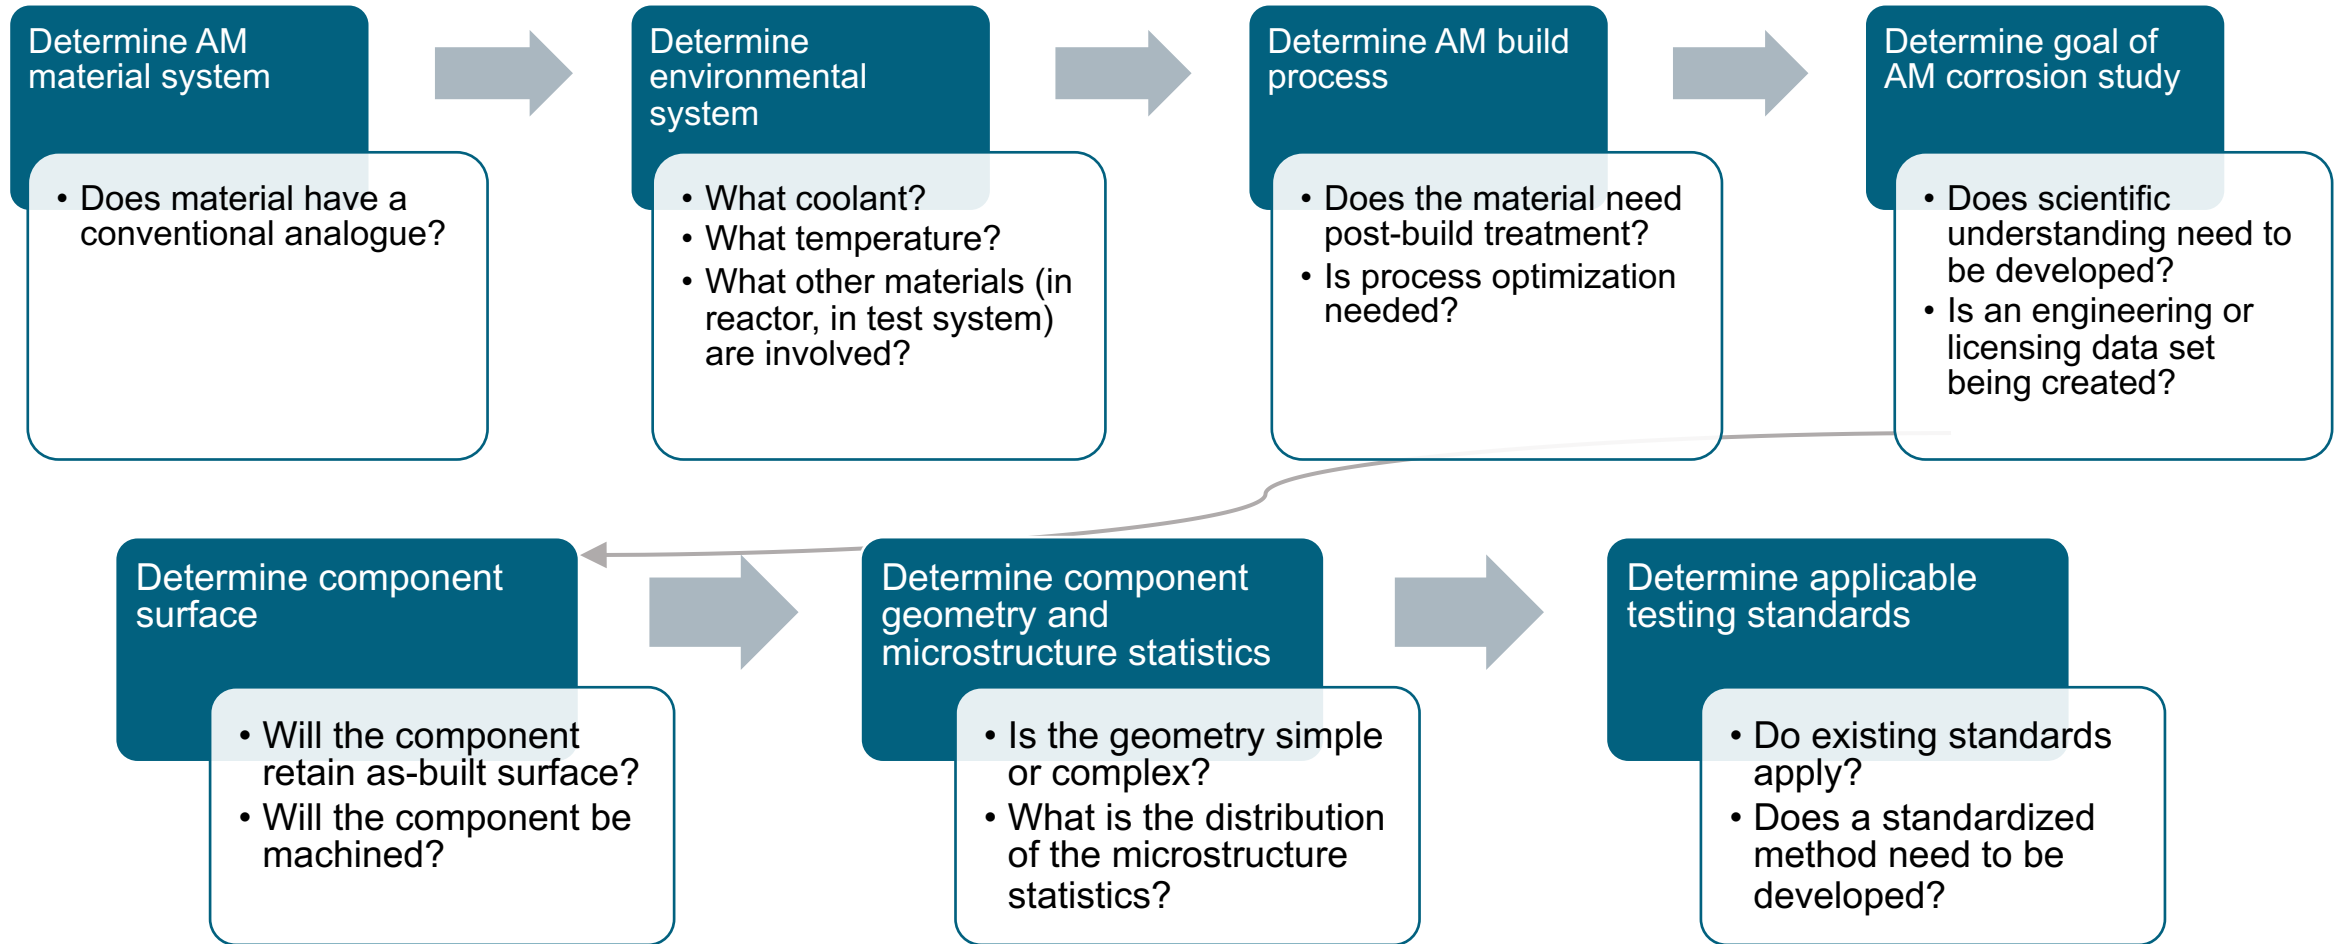 Determine AM
material system
• Does material have a
conventional analogue?
Determine
environmental
system
• What coolant?
• What temperature?
• What other materials (in
reactor, in test system)
are involved?
Determine AM build
process
• Does the material need
post-build treatment?
• Is process optimization
needed?
Determine goal of
AM corrosion study
• Does scientific
understanding need to
be developed?
• Is an engineering or
licensing data set
being created?
Determine component
surface
• Will the component
retain as-built surface?
• Will the component be
machined?
Determine component
geometry and
microstructure statistics
• Is the geometry simple
or complex?
• What is the distribution
of the microstructure
statistics?
Determine applicable
testing standards
• Do existing standards
apply?
• Does a standardized
method need to be
developed?